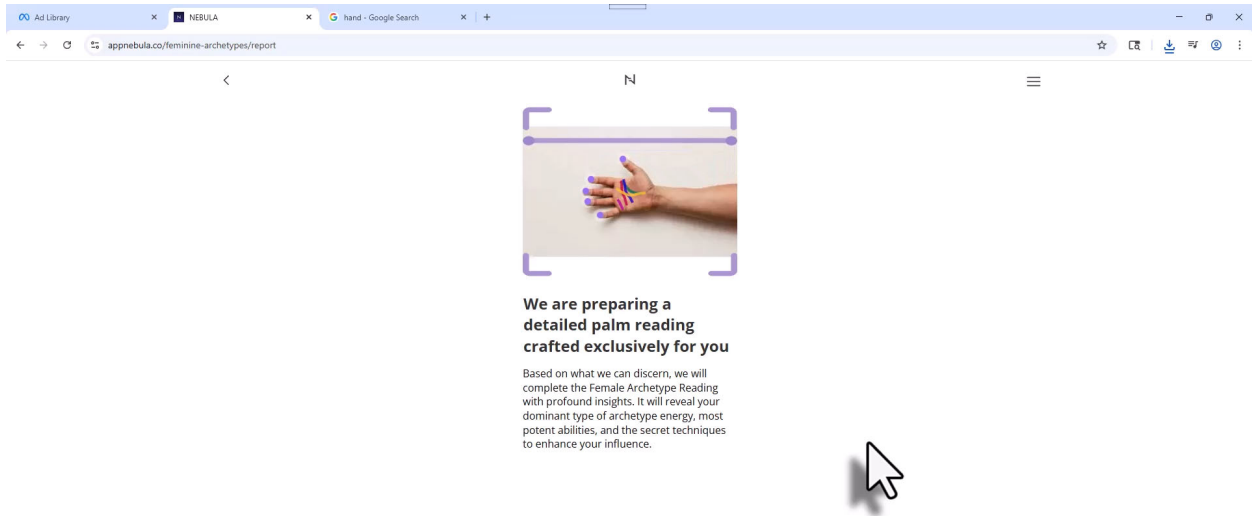 Ad Library
NEBULA
hand - Google Search
appnebula.co/feminine-archetypes/report
We are preparing a
detailed palm reading
crafted exclusively for you
Based on what we can discern, we will
complete the Female Archetype Reading
with profound insights. It will reveal your
dominant type of archetype energy, most
potent abilities, and the secret techniques
to enhance your influence.